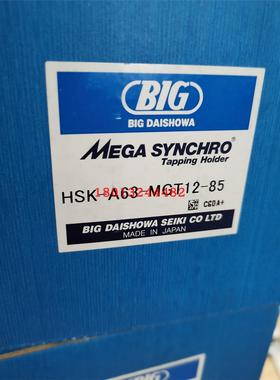 BIG
BIG DAISHOWA
MEGA SYNCHRO®
Tapping Holder
HSK-A63-MGT12-85
CGDA+
BIG DAISHOWA SEIKI CO LTD
MADE IN JAPAN